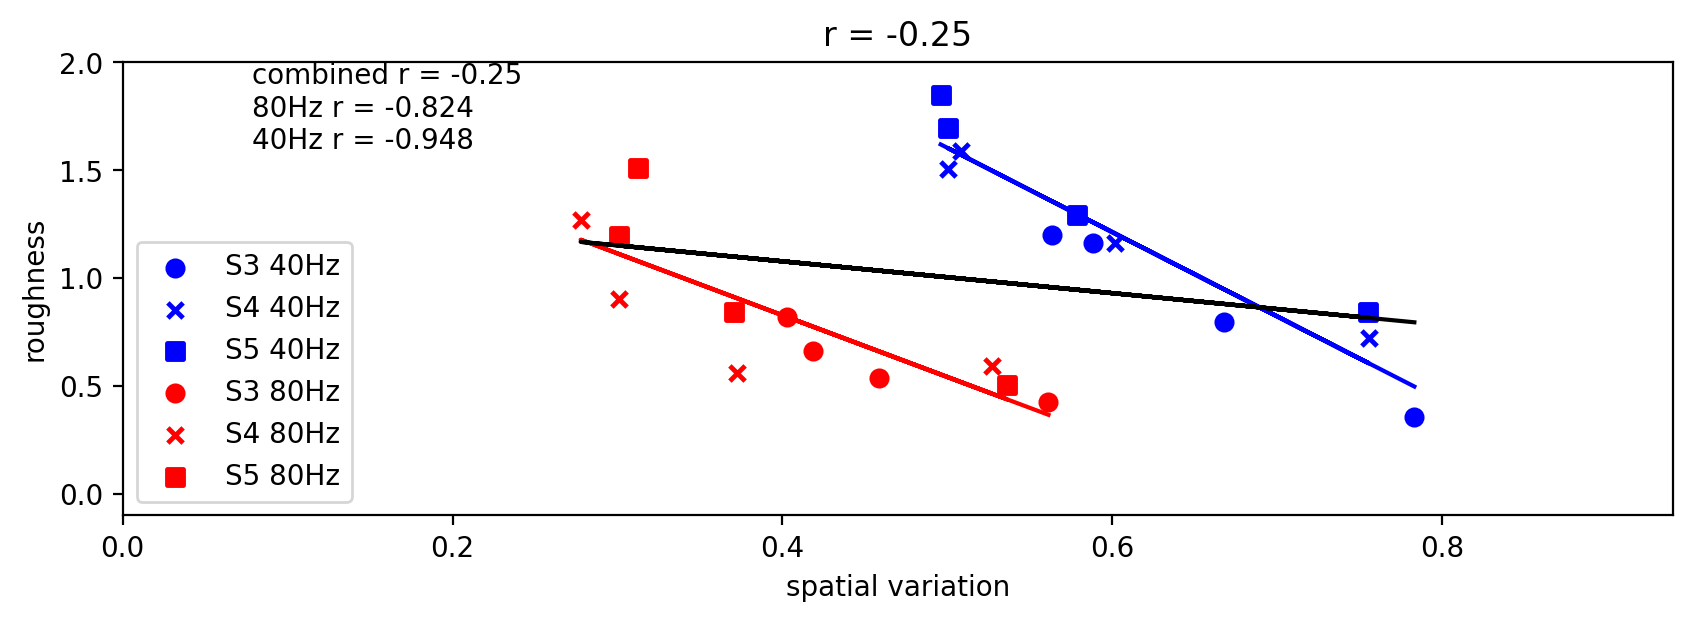 r = -0.25
combined r = -0.25
80Hz r = -0.824
40Hz r = -0.948
2.0
1.5
1.0
0.5
0.0
roughness
S3 40Hz
S4 40Hz
S5 40Hz
S3 80Hz
S4 80Hz
S5 80Hz
0.0 0.2 0.4 0.6 0.8
spatial variation